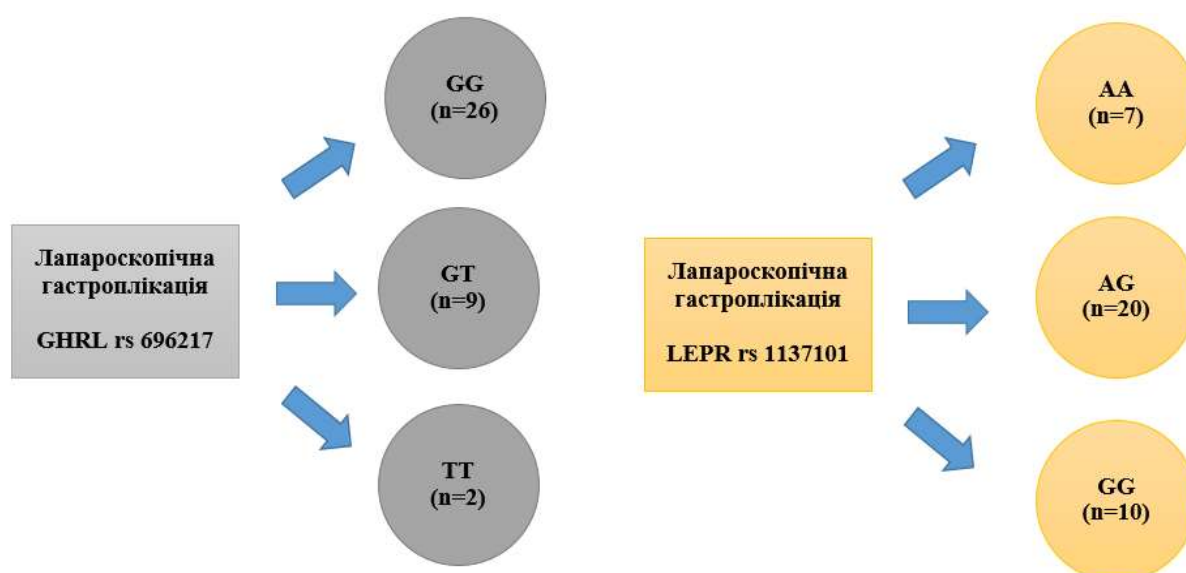 GG
(n=26)
Лапароскопічна
гастроплікація
GHRL rs 696217
GT
(n=9)
TT
(n=2)
AA
(n=7)
Лапароскопічна
гастроплікація
LEPR rs 1137101
AG
(n=20)
GG
(n=10)